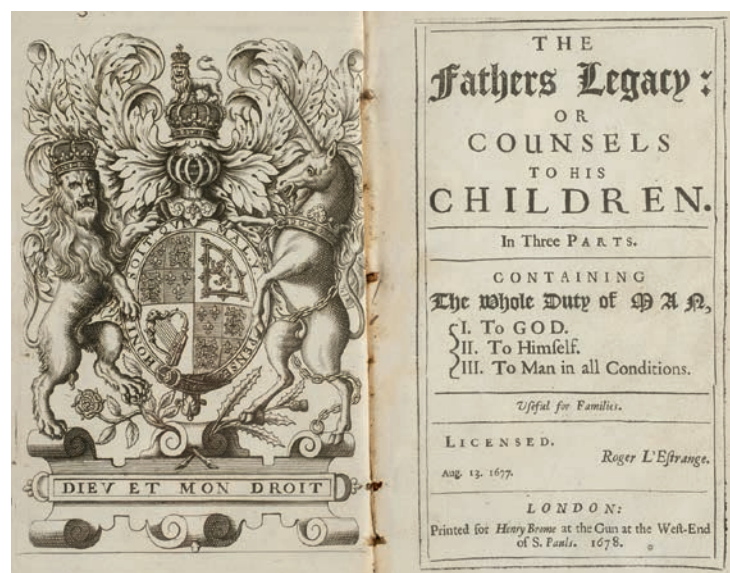 HONI SOIT QUI MAL Y PENSE
DIEV ET MON DROIT
THE
Fathers Legacy:
OR
COUNSELS
TO HIS
CHILDREN.
In Three PARTS.
CONTAINING
The whole Duty of MAN,
I. To GOD.
II. To Himself.
III. To Man in all Conditions.
Uſeful for Families.
LICENSED.
Roger L'Eſtrange.
Aug. 13. 1677.
LONDON:
Printed for Henry Brome at the Gun at the Weſt-End
of S. Pauls. 1678.